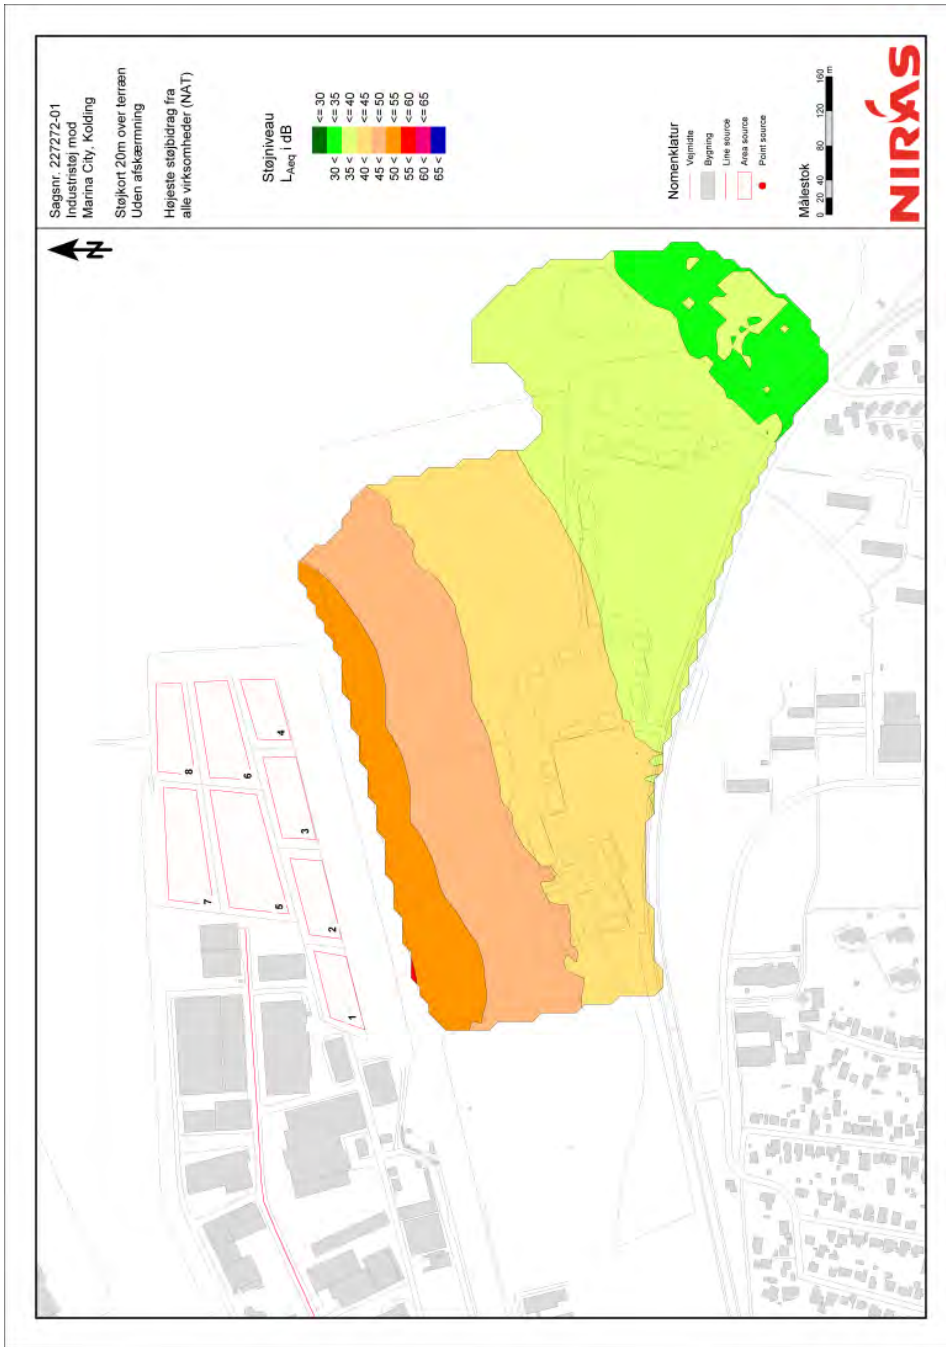 Sagsnr. 227272-01
Industristøj mod
Marina City, Kolding
Støjkort 20m over terræn
Uden afskærmning
Højeste støjbidrag fra
alle virksomheder (NAT)
Støjniveau
LAeq i dB
<= 30
30 < <= 35
35 < <= 40
40 < <= 45
45 < <= 50
50 < <= 55
55 < <= 60
60 < <= 65
65 <
Nomenklatur
Vejmidte
Bygning
Line source
Area source
Point source
Målestok
0 20 40 80 120 160
m
NIRAS
N
1
2
3
4
5
6
7
8